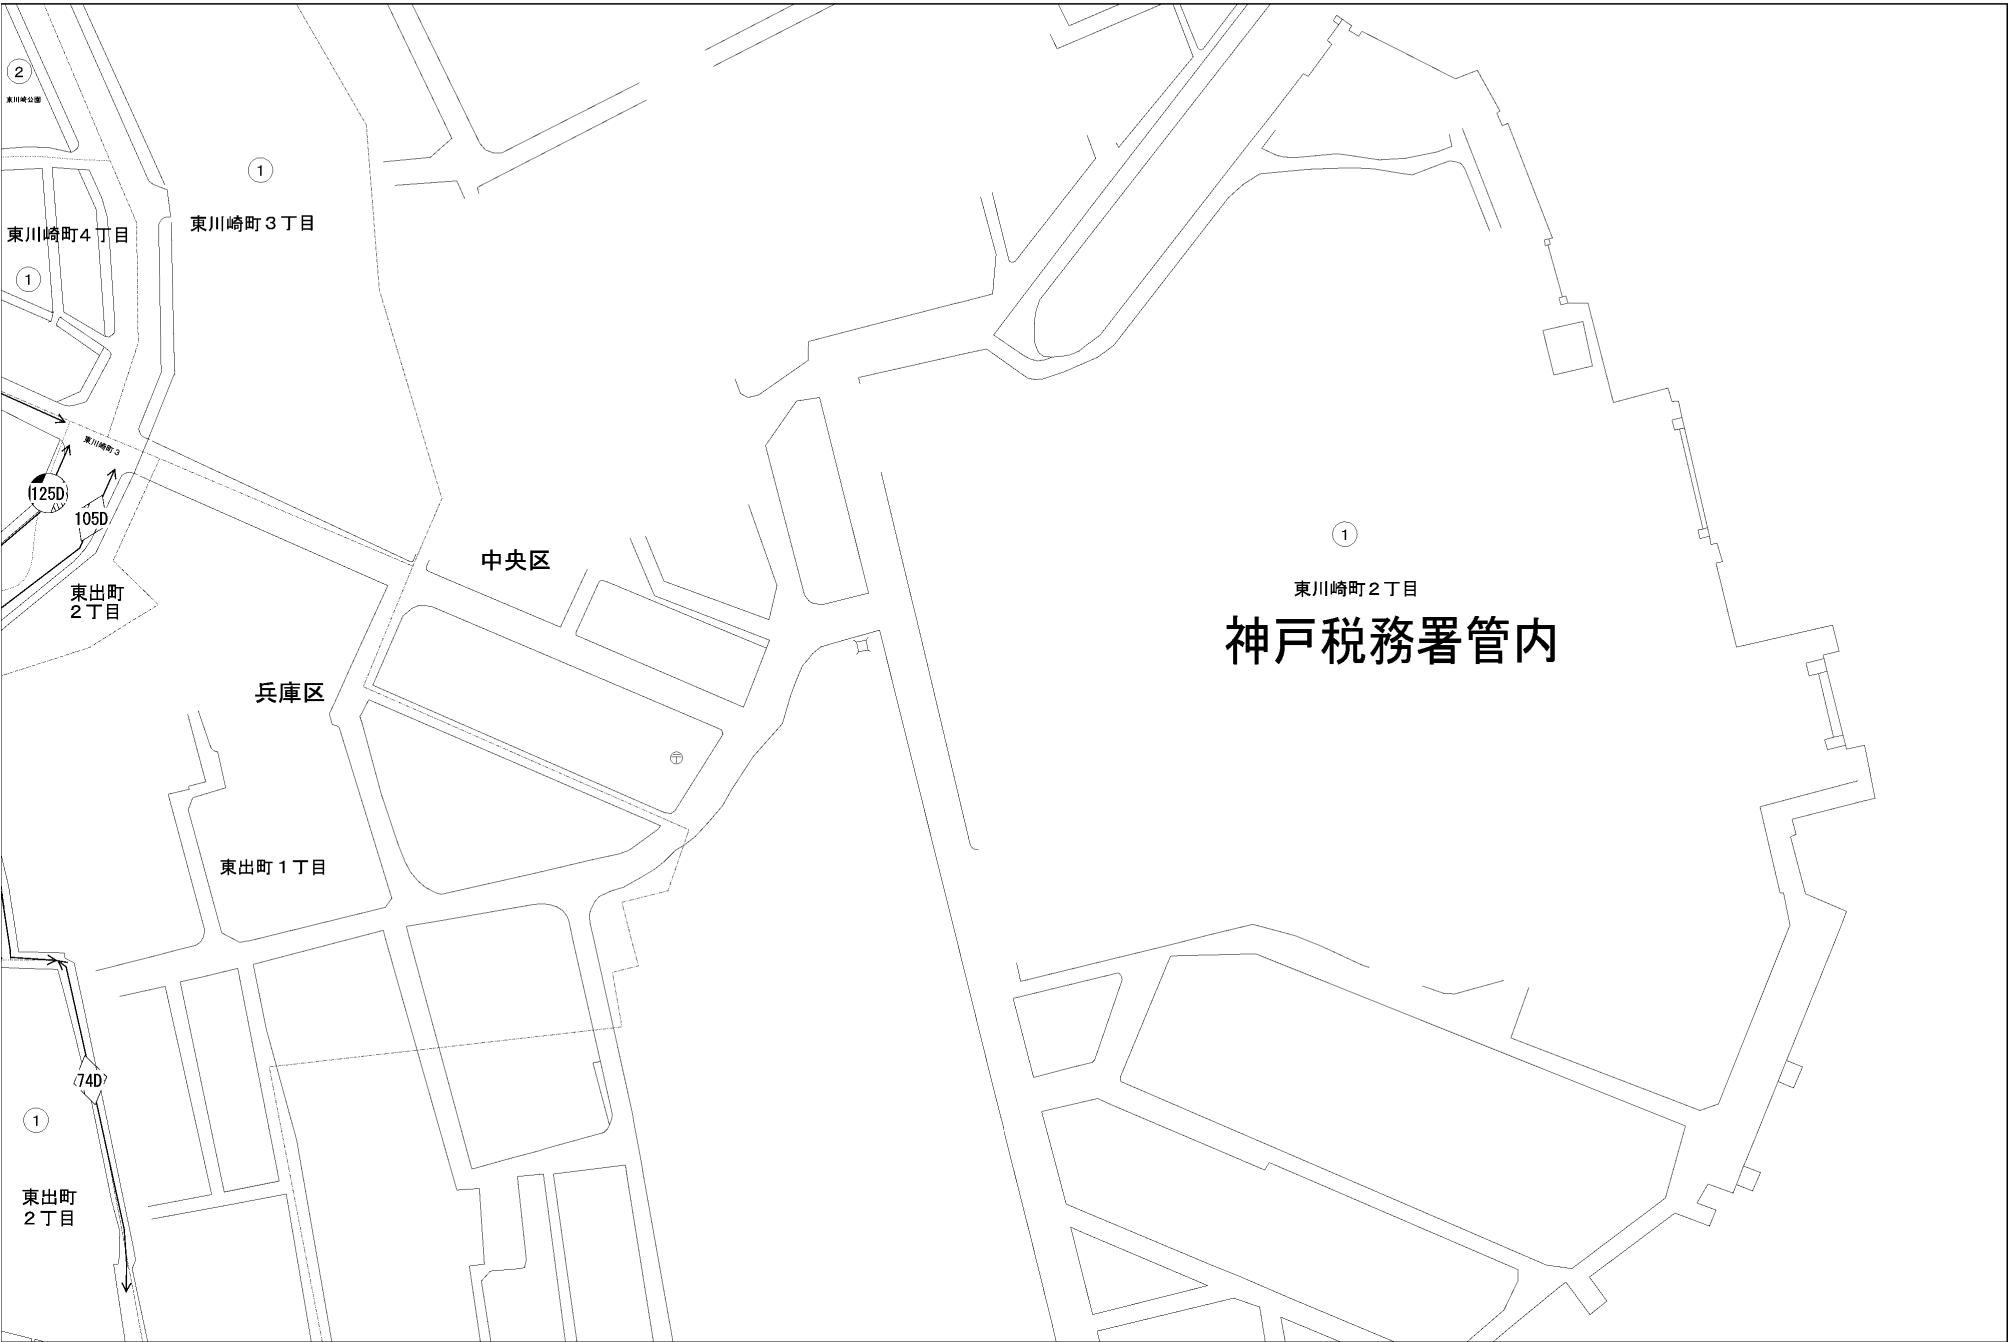 2
東川崎公園
1
東川崎町３丁目
東川崎町４丁目
1
東川崎町３
125D
105D
東出町
２丁目
中央区
1
東川崎町２丁目
神戸税務署管内
兵庫区
〒
東出町１丁目
74D
1
東出町
２丁目